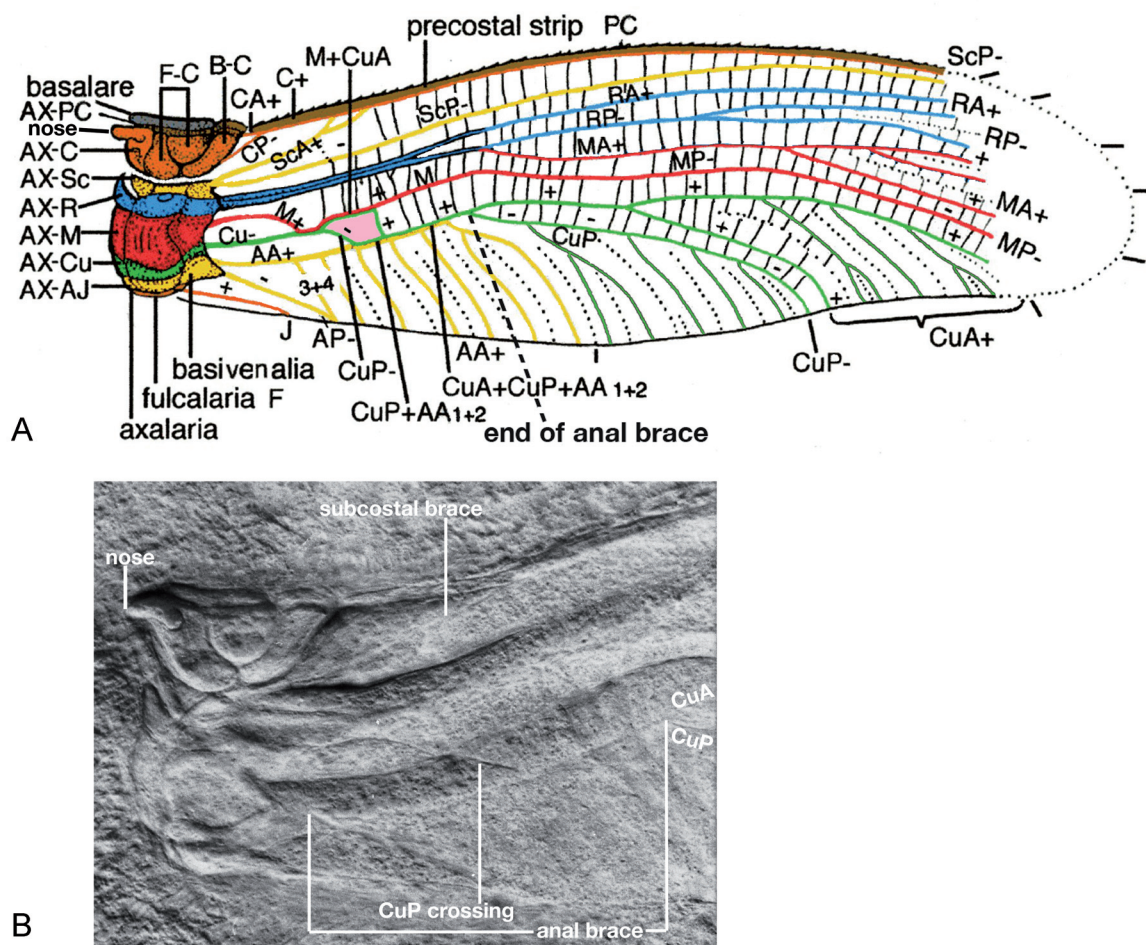 precostal strip PC
M+CuA
ScP-
B-C
F-C
C+
basalare
CA+
AX-PC
RA+
RA+
ScP-
nose
RP-
RP-
CP-
AX-C
MA+
+
ScA+
-
MP-
AX-Sc
M
+
+
+
AX-R
M+
+
MA+
+
-
AX-M
Cu-
-
+
+
MP-
-
-
CuP
-
AX-Cu
AA+
-
-
AX-AJ
+
-
3+4
+
J
AP-
AA+
CuA+
CuP-
basivenalia
CuP-
CuA+CuP+AA 1+2
fulcalaria F
CuP+AA1+2
axalaria
end of anal brace
A
subcostal brace
nose
CuA
CuP
CuP crossing
anal brace
B